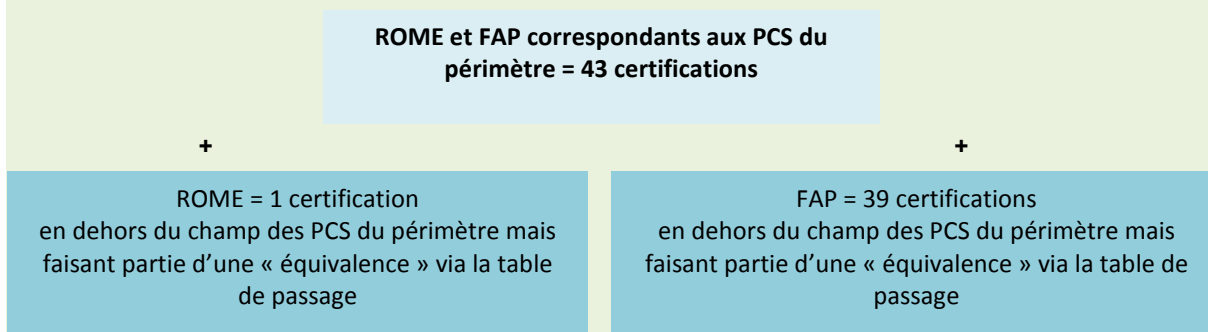 ROME et FAP correspondants aux PCS du
périmètre = 43 certifications
+
+
ROME = 1 certification
en dehors du champ des PCS du périmètre mais
faisant partie d’une « équivalence » via la table
de passage
FAP = 39 certifications
en dehors du champ des PCS du périmètre mais
faisant partie d’une « équivalence » via la table de
passage